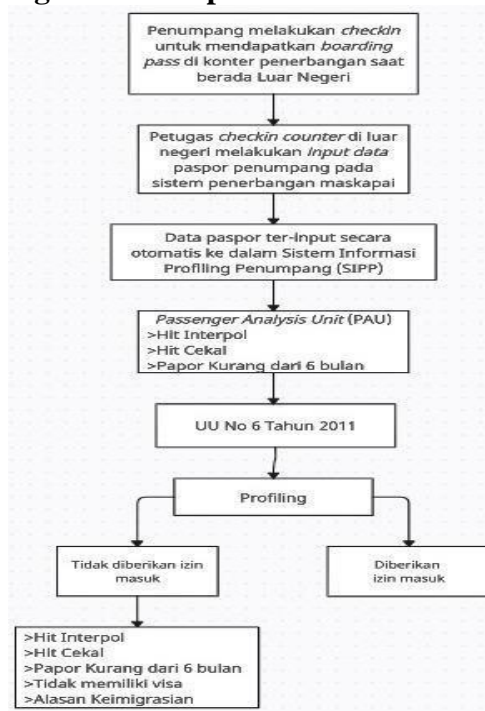 Penumpang melakukan checkin
untuk mendapatkan boarding
pass di konter penerbangan saat
berada Luar Negeri
Petugas checkin counter di luar
negeri melakukan input data
paspor penumpang pada
sistem penerbangan maskapai
Data paspor ter-input secara
otomatis ke dalam Sistem Informasi
Profling Penumpang (SIPP)
Passenger Analysis Unit (PAU)
>Hit Interpol
>Hit Cekal
>Papor Kurang dari 6 bulan
UU No 6 Tahun 2011
Profiling
Tidak diberikan izin
masuk
Diberikan
izin masuk
>Hit Interpol
>Hit Cekal
>Papor Kurang dari 6 bulan
>Tidak memiliki visa
>Alasan Keimigrasian